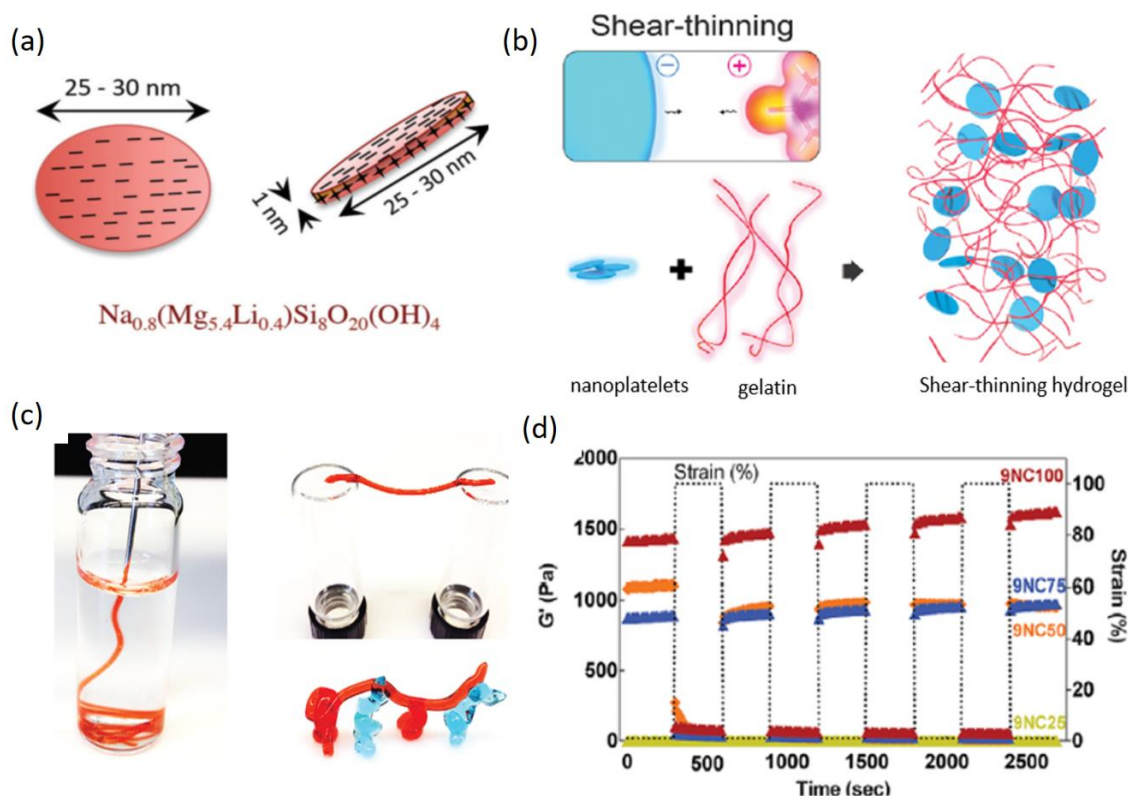 (a)
25 - 30 nm
1 nm
25 - 30 nm
Na0.8(Mg5.4Li0.4)Si8O20(OH)4
(b)
Shear-thinning
−
+
+
nanoplatelets
gelatin
Shear-thinning hydrogel
(c)
(d)
Strain (%)
9NC100
9NC75
9NC50
9NC25
2000
1500
1000
500
0
G' (Pa)
100
80
60
40
20
0
Strain (%)
0
500
1000
1500
2000
2500
Time (sec)